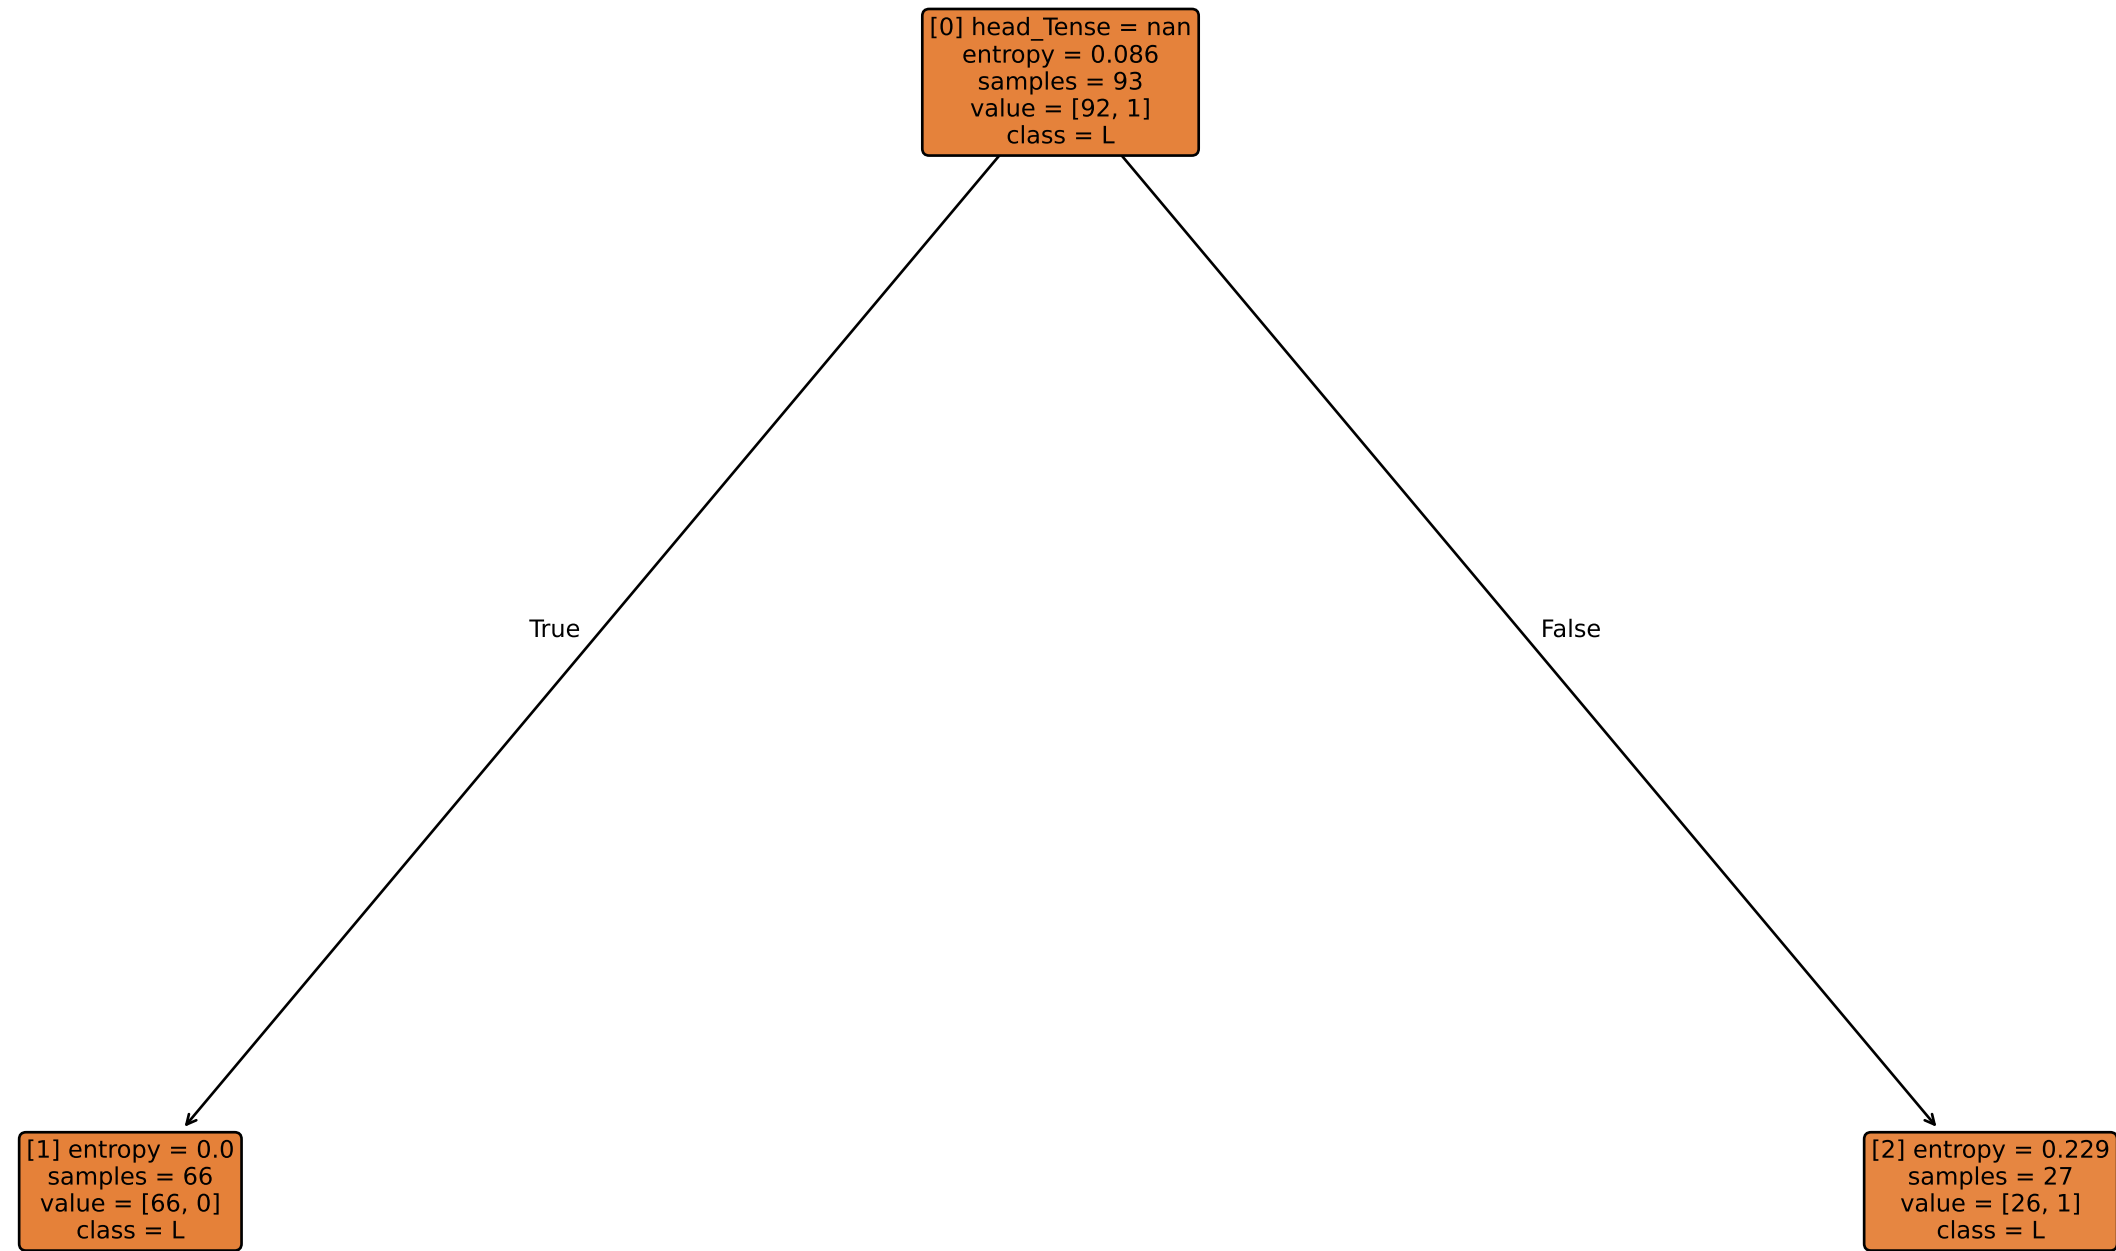 [0] head_Tense = nan
entropy = 0.086
samples = 93
value = [92, 1]
class = L
True
False
[1] entropy = 0.0
samples = 66
value = [66, 0]
class = L
[2] entropy = 0.229
samples = 27
value = [26, 1]
class = L